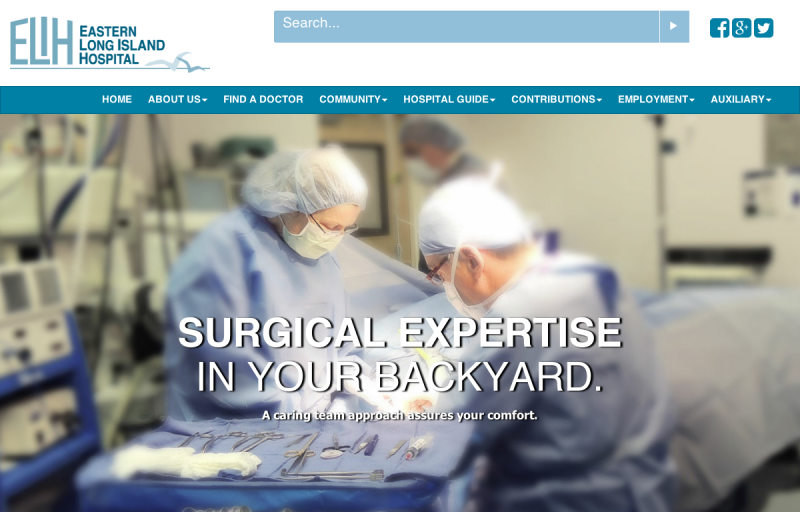 ELIH EASTERN
LONG ISLAND
HOSPITAL
Search...
HOME ABOUT US FIND A DOCTOR COMMUNITY HOSPITAL GUIDE CONTRIBUTIONS EMPLOYMENT AUXILIARY
SURGICAL EXPERTISE
IN YOUR BACKYARD.
A caring team approach assures your comfort.